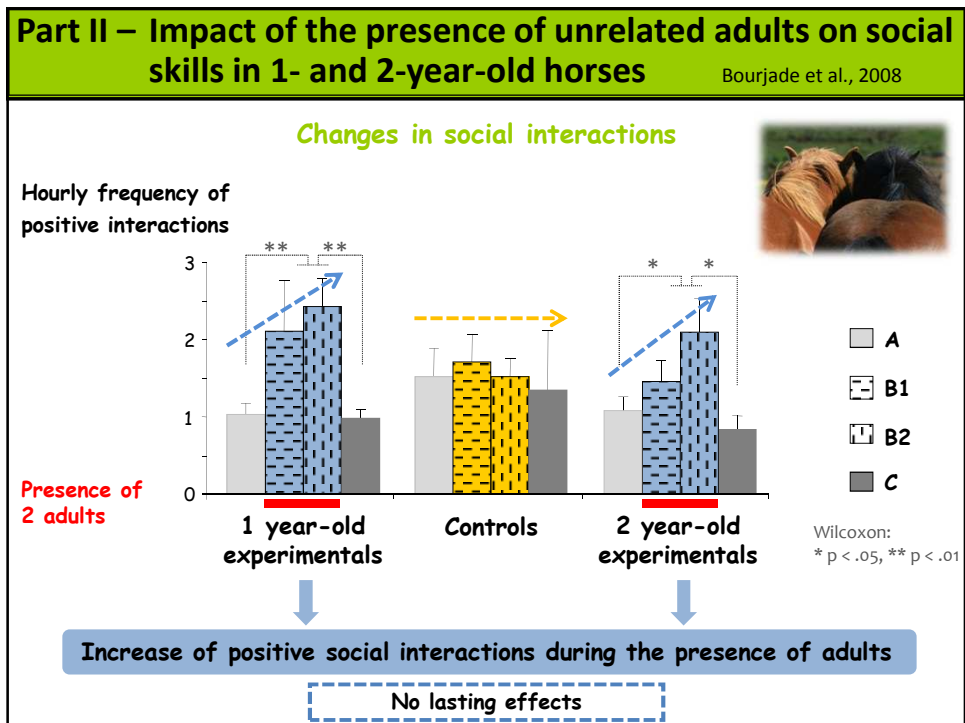 Part II – Impact of the presence of unrelated adults on social
skills in 1- and 2-year-old horses Bourjade et al., 2008
Changes in social interactions
Hourly frequency of
positive interactions
** **
* *
3
2
1
0
A
B1
B2
C
Presence of
2 adults
1 year-old
experimentals
Controls
2 year-old
experimentals
Wilcoxon:
* p < .05, ** p < .01
Increase of positive social interactions during the presence of adults
No lasting effects